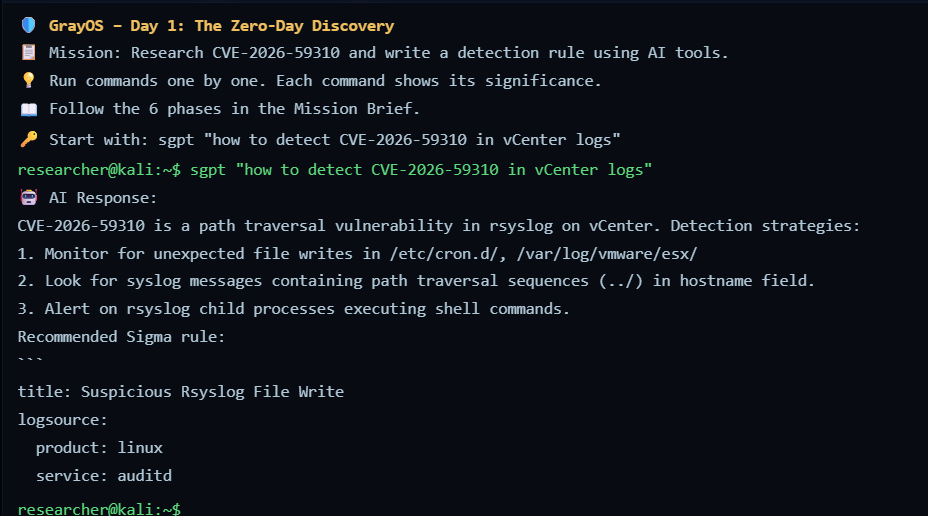 GrayOS – Day 1: The Zero-Day Discovery
Mission: Research CVE-2026-59310 and write a detection rule using AI tools.
Run commands one by one. Each command shows its significance.
Follow the 6 phases in the Mission Brief.
Start with: sgpt "how to detect CVE-2026-59310 in vCenter logs"
researcher@kali:~$ sgpt "how to detect CVE-2026-59310 in vCenter logs"
AI Response:
CVE-2026-59310 is a path traversal vulnerability in rsyslog on vCenter. Detection strategies:
1. Monitor for unexpected file writes in /etc/cron.d/, /var/log/vmware/esx/
2. Look for syslog messages containing path traversal sequences (../) in hostname field.
3. Alert on rsyslog child processes executing shell commands.
Recommended Sigma rule:
```
title: Suspicious Rsyslog File Write
logsource:
  product: linux
  service: auditd
researcher@kali:~$